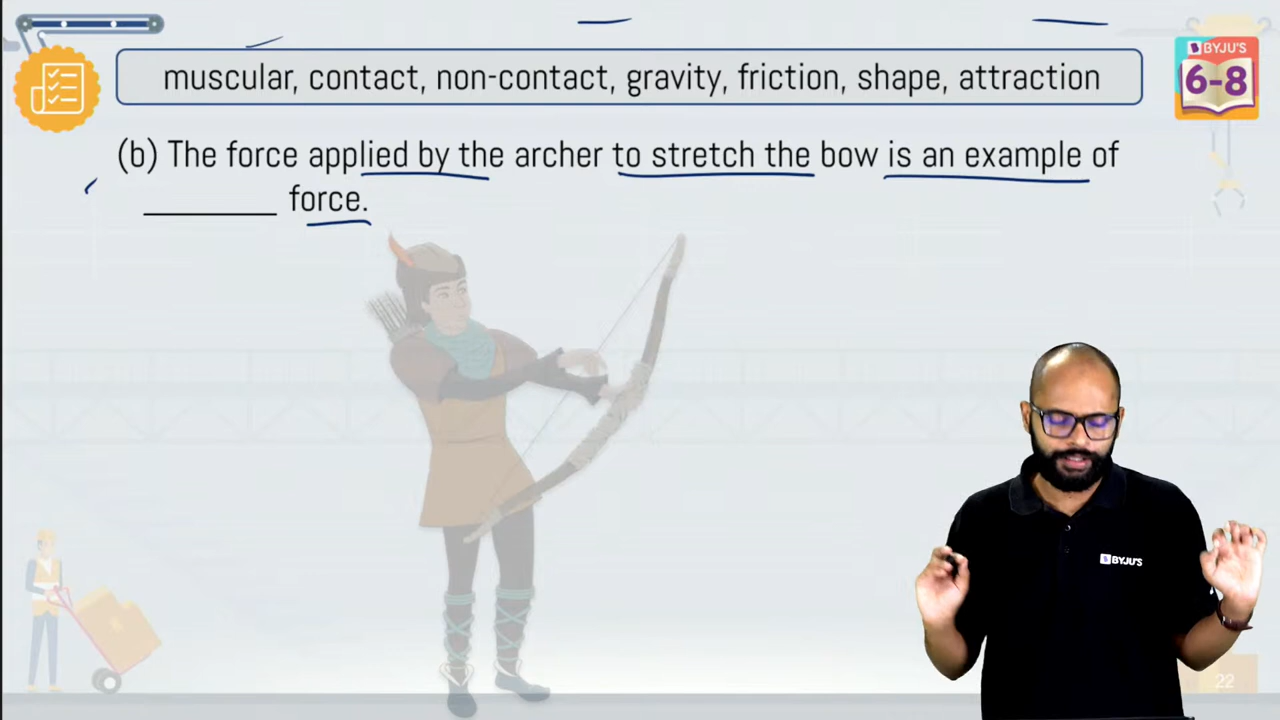 BYJU'S
6-8
muscular, contact, non-contact, gravity, friction, shape, attraction
(b) The force applied by the archer to stretch the bow is an example of
________ force.
BYJU'S
22